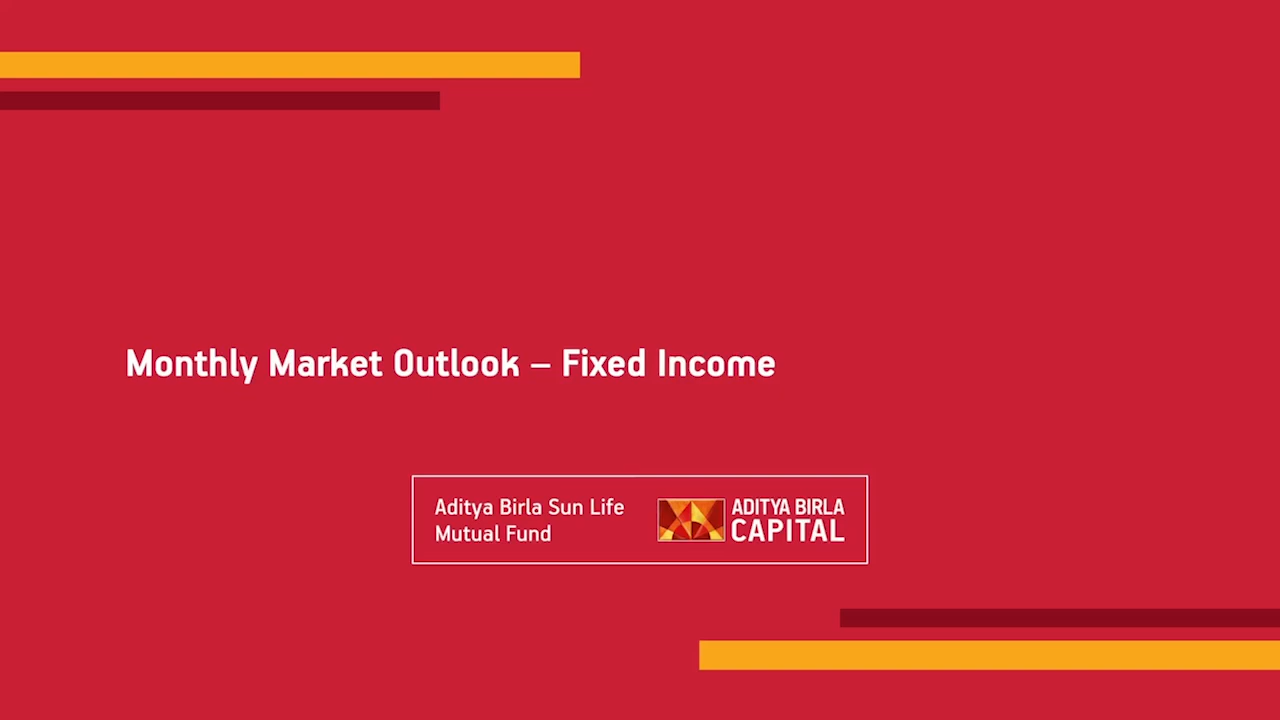 Monthly Market Outlook – Fixed Income
Aditya Birla Sun Life
Mutual Fund
ADITYA BIRLA
CAPITAL